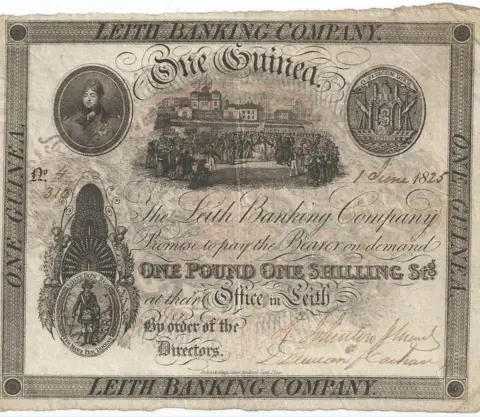 LEITH BANKING COMPANY.
One Guinea.
ONE GUINEA
ONE GUINEA.
No.
1 June 1825
The Leith Banking Company
Promise to pay the Bearer on demand
ONE POUND ONE SHILLING Stg
at their Office in Leith
By order of the
Directors.
LEITH BANKING COMPANY.